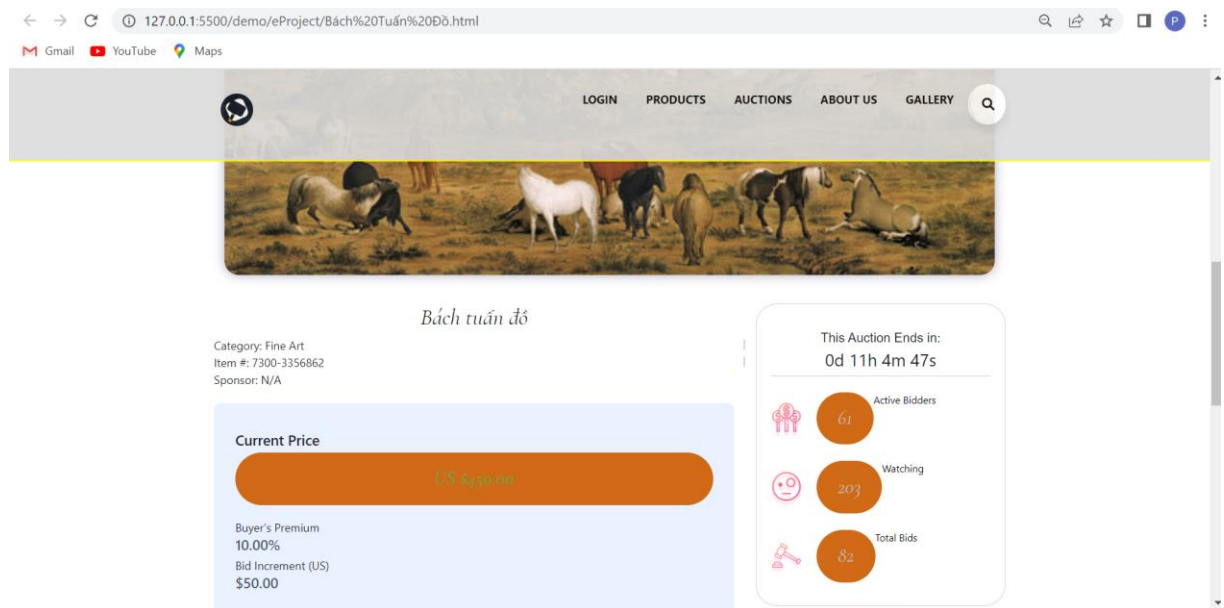 127.0.0.1:5500/demo/eProject/Bách%20Tuấn%20Đồ.html
P
Gmail YouTube Maps
LOGIN PRODUCTS AUCTIONS ABOUT US GALLERY
Bách tuấn đồ
Category: Fine Art
Item #: 7300-3356862
Sponsor: N/A
Current Price
US $450.00
Buyer's Premium
10.00%
Bid Increment (US)
$50.00
This Auction Ends in:
0d 11h 4m 47s
Active Bidders
61
Watching
203
Total Bids
82